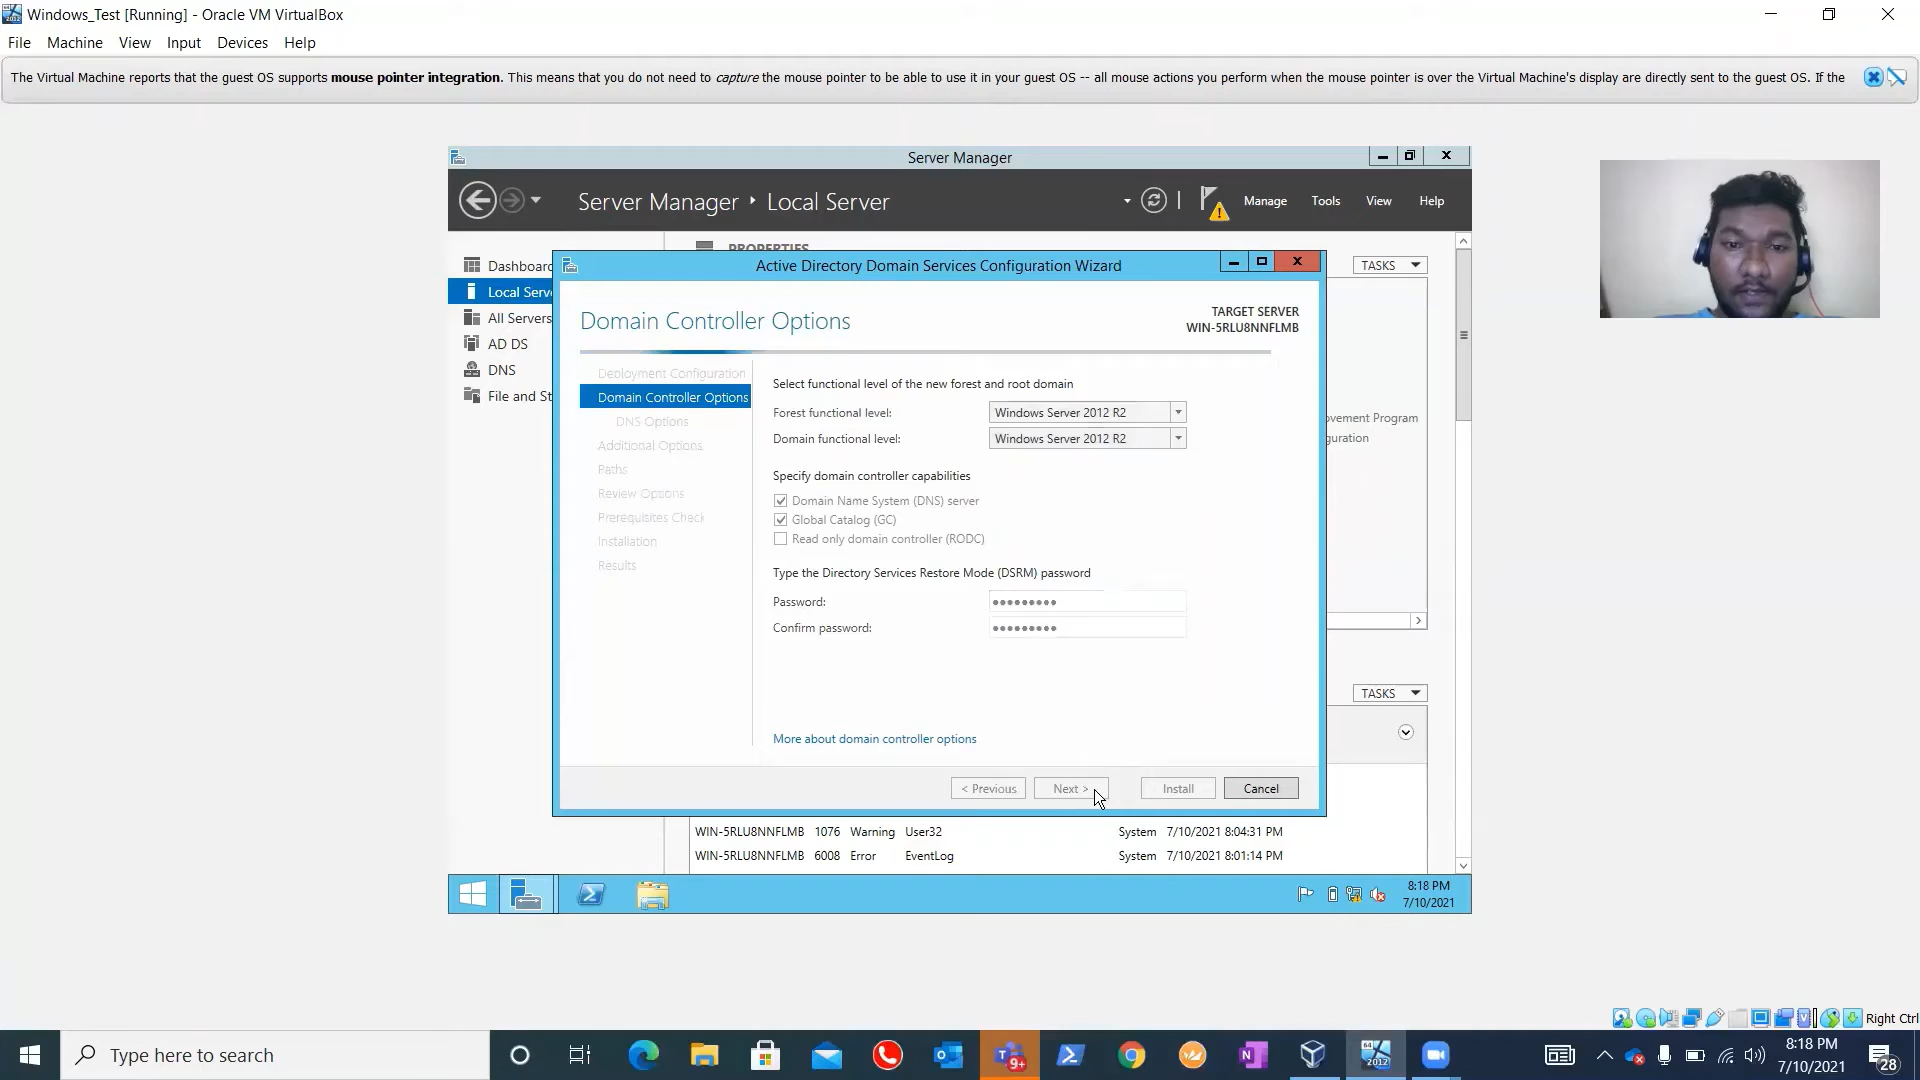 Windows_Test [Running] - Oracle VM VirtualBox
File Machine View Input Devices Help
The Virtual Machine reports that the guest OS supports mouse pointer integration. This means that you do not need to capture the mouse pointer to be able to use it in your guest OS -- all mouse actions you perform when the mouse pointer is over the Virtual Machine's display are directly sent to the guest OS. If the
Server Manager
Server Manager Local Server
Manage Tools View Help
PROPERTIES
TASKS
Dashboard
Local Serve
All Servers
AD DS
DNS
File and St
Active Directory Domain Services Configuration Wizard
Domain Controller Options
TARGET SERVER
WIN-5RLU8NNFLMB
Deployment Configuration
Domain Controller Options
DNS Options
Additional Options
Paths
Review Options
Prerequisites Check
Installation
Results
Select functional level of the new forest and root domain
Forest functional level: Windows Server 2012 R2
Domain functional level: Windows Server 2012 R2
Specify domain controller capabilities
Domain Name System (DNS) server
Global Catalog (GC)
Read only domain controller (RODC)
Type the Directory Services Restore Mode (DSRM) password
Password: •••••••••
Confirm password: •••••••••
More about domain controller options
< Previous Next > Install Cancel
ovement Program
guration
TASKS
WIN-5RLU8NNFLMB 1076 Warning User32 System 7/10/2021 8:04:31 PM
WIN-5RLU8NNFLMB 6008 Error EventLog System 7/10/2021 8:01:14 PM
8:18 PM
7/10/2021
Right Ctrl
Type here to search
9+
64
2012
8:18 PM
7/10/2021
28